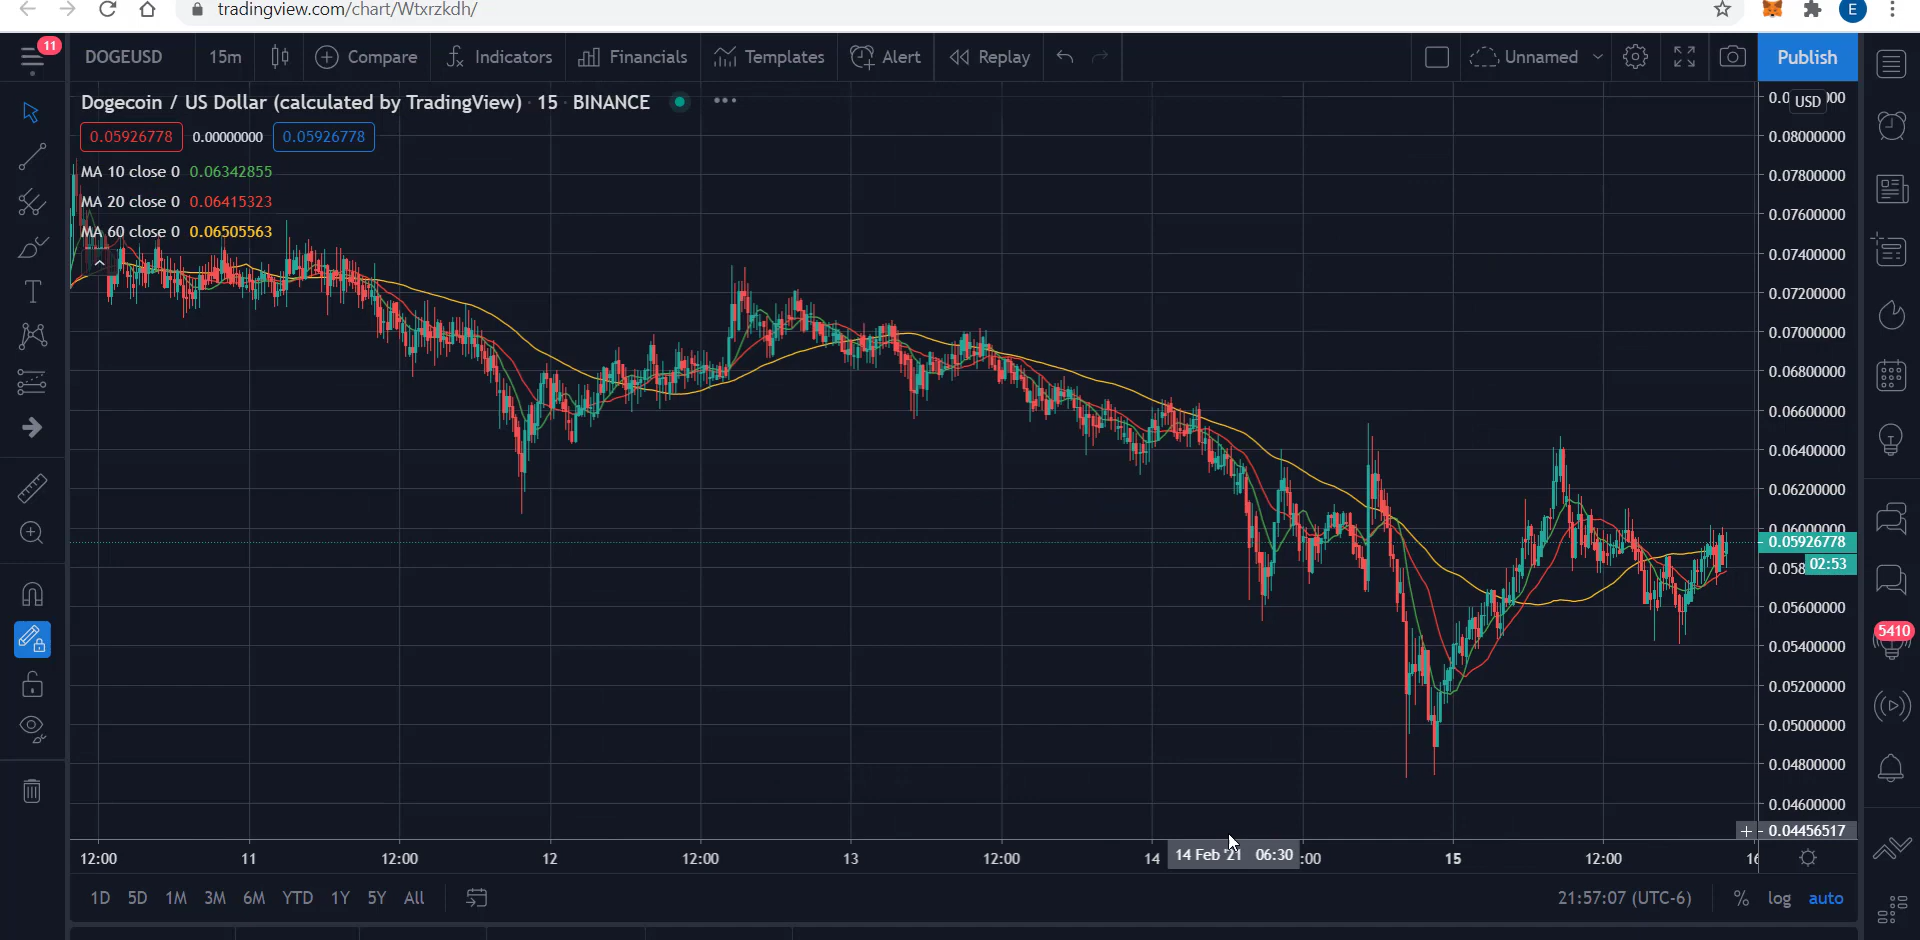 tradingview.com/chart/Wtxrzkdh/
E
11
DOGEUSD 15m Compare Indicators Financials Templates Alert Replay Unnamed Publish
Dogecoin / US Dollar (calculated by TradingView) · 15 · BINANCE
0.05926778 0.00000000 0.05926778
MA 10 close 0 0.06342855
MA 20 close 0 0.06415323
MA 60 close 0 0.06505563
USD
0.08000000
0.07800000
0.07600000
0.07400000
0.07200000
0.07000000
0.06800000
0.06600000
0.06400000
0.06200000
0.06000000
0.05926778
02:53
0.05600000
0.05400000
0.05200000
0.05000000
0.04800000
0.04600000
0.04456517
5410
12:00 11 12:00 12 12:00 13 12:00 14 14 Feb '21 06:30 :00 15 12:00 16
1D 5D 1M 3M 6M YTD 1Y 5Y All 21:57:07 (UTC-6) % log auto